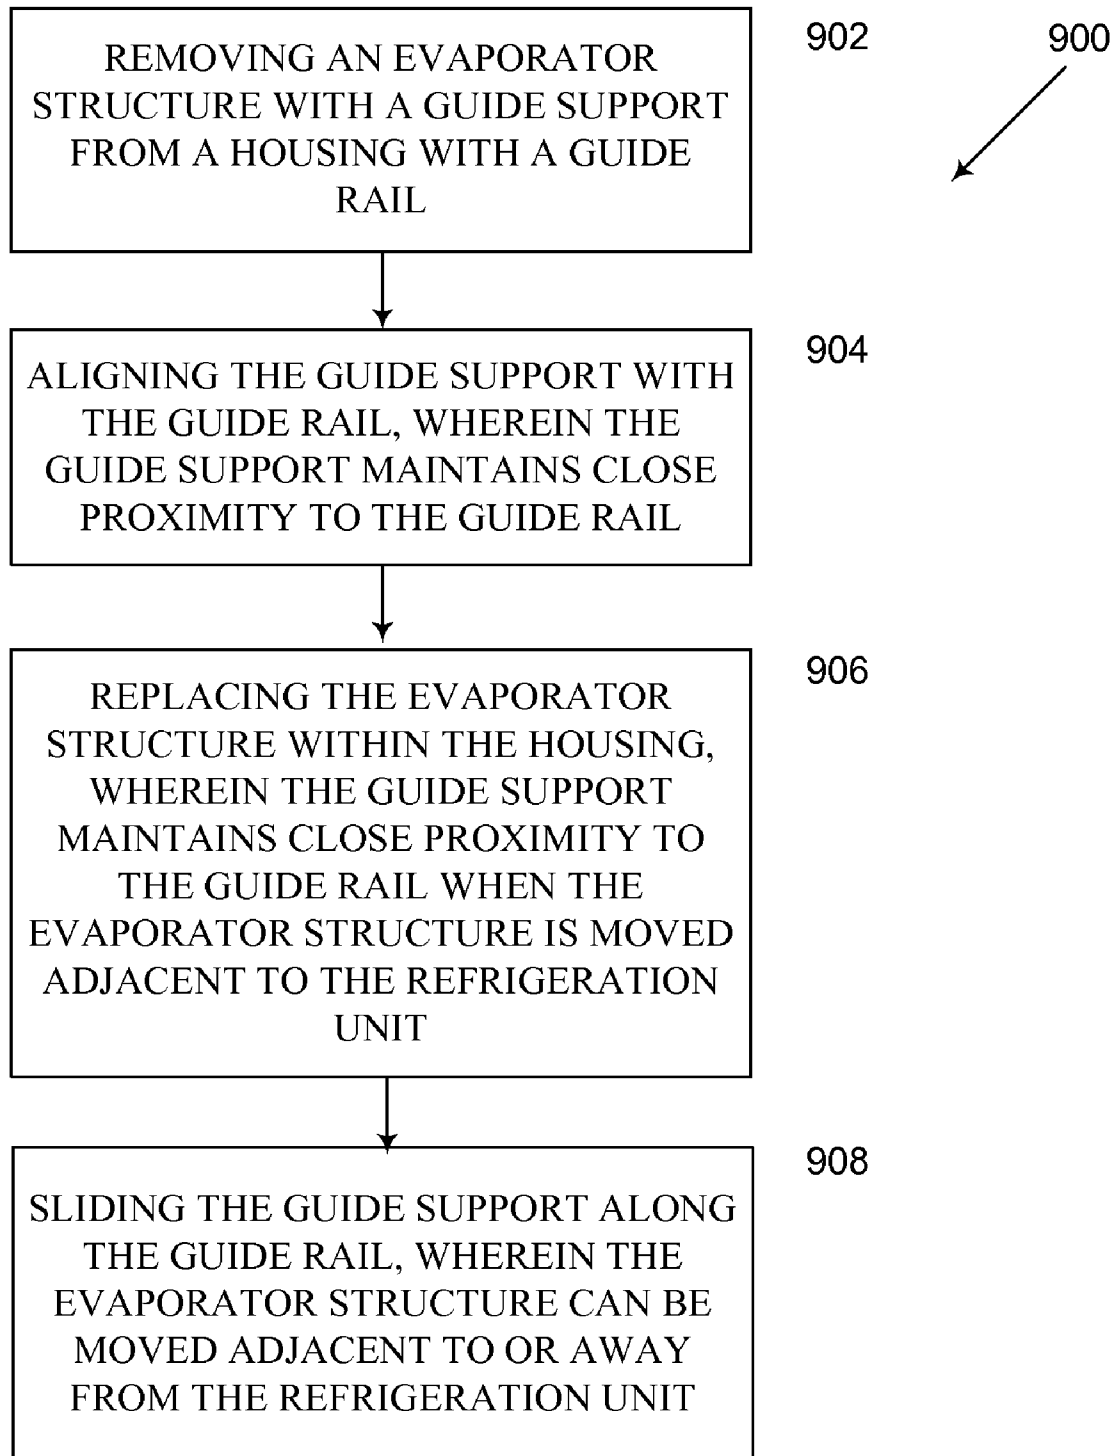 900
902
REMOVING AN EVAPORATOR
STRUCTURE WITH A GUIDE SUPPORT
FROM A HOUSING WITH A GUIDE
RAIL
904
ALIGNING THE GUIDE SUPPORT WITH
THE GUIDE RAIL, WHEREIN THE
GUIDE SUPPORT MAINTAINS CLOSE
PROXIMITY TO THE GUIDE RAIL
906
REPLACING THE EVAPORATOR
STRUCTURE WITHIN THE HOUSING,
WHEREIN THE GUIDE SUPPORT
MAINTAINS CLOSE PROXIMITY TO
THE GUIDE RAIL WHEN THE
EVAPORATOR STRUCTURE IS MOVED
ADJACENT TO THE REFRIGERATION
UNIT
908
SLIDING THE GUIDE SUPPORT ALONG
THE GUIDE RAIL, WHEREIN THE
EVAPORATOR STRUCTURE CAN BE
MOVED ADJACENT TO OR AWAY
FROM THE REFRIGERATION UNIT